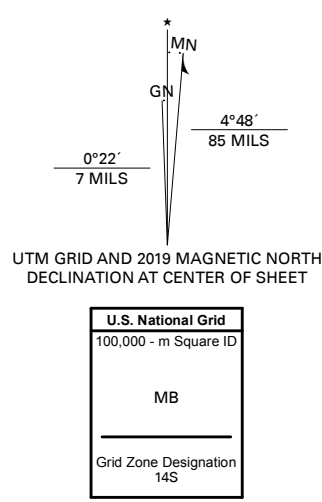 ★
MN
GN
4°48´
85 MILS
0°22´
7 MILS
UTM GRID AND 2019 MAGNETIC NORTH
DECLINATION AT CENTER OF SHEET
U.S. National Grid
100,000 - m Square ID
MB
Grid Zone Designation
14S